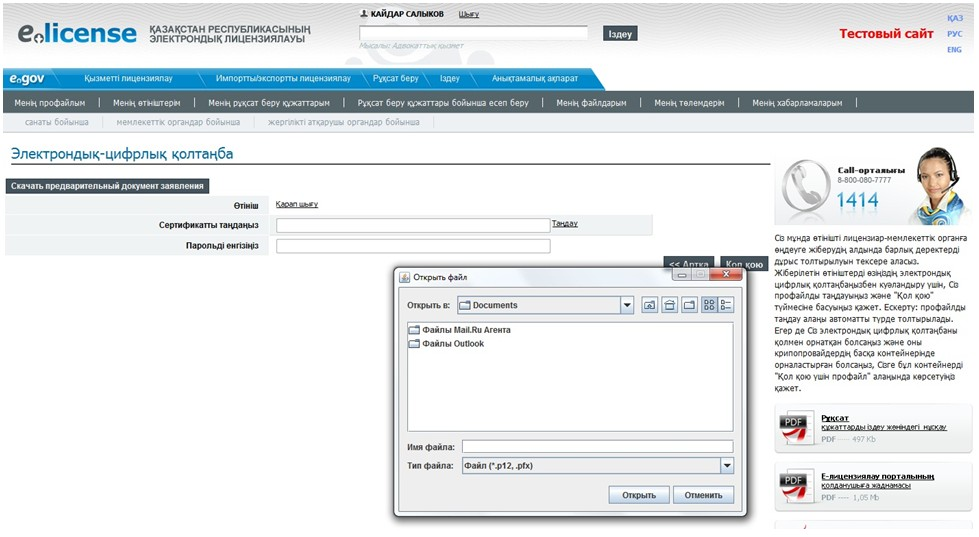 КАЙДАР САЛЫКОВ Шығу
e.license ҚАЗАҚСТАН РЕСПУБЛИКАСЫНЫҢ
ЭЛЕКТРОНДЫҚ ЛИЦЕНЗИЯЛАУЫ
Іздеу
Мысалы: Адвокаттық қызмет
Тестовый сайт
ҚАЗ
РУС
ENG
e.gov Қызметті лицензиялау Импортты/экспортты лицензиялау Рұқсат беру Іздеу Анықтамалық ақпарат
Менің профайлым Менің өтініштерім Менің рұқсат беру құжаттарым Рұқсат беру құжаттары бойынша есеп беру Менің файлдарым Менің төлемдерім Менің хабарламаларым
санаты бойынша мемлекеттік органдар бойынша жергілікті атқарушы органдар бойынша
Электрондық-цифрлық қолтаңба
Скачать предварительный документ заявления
Өтініш Қарап шығу
Сертификатты таңдаңыз Таңдау
Парольді енгізіңіз
<< Артқа Қол қою
Открыть файл
Открыть в: Documents
Файлы Mail.Ru Агента
Файлы Outlook
Имя файла:
Тип файла: Файл (*.p12, .pfx)
Открыть Отменить
Call-орталығы
8-800-080-7777
1414
Сіз мұнда өтінішті лицензиар-мемлекеттік органға
өңдеуге жіберудің алдында барлық деректерді
дұрыс толтырылуын тексере аласыз.
Жіберілетін өтініштерді өзіңіздің электрондық
цифрлық қолтаңбаңызбен куәландыру үшін, Сіз
профайлды таңдауыңыз және "Қол қою"
түймесіне басуыңыз қажет. Ескерту: профайлды
таңдау алаңы автоматты түрде толтырылады.
Егер де Сіз электрондық цифрлық қолтаңбаны
қолмен орнатқан болсаңыз және оны
крипопровайдердің басқа контейнерінде
орналастырған болсаңыз, Сізге бұл контейнерді
"Қол қою үшін профайл" алаңында көрсетуіңіз
қажет.
PDF
Рұқсат
құжаттарды іздеу жөніндегі нұсқау
PDF ---- 497 Kb
PDF
Е-лицензиялау порталының
қолданушыға жаднамасы
PDF ---- 1,05 Mb